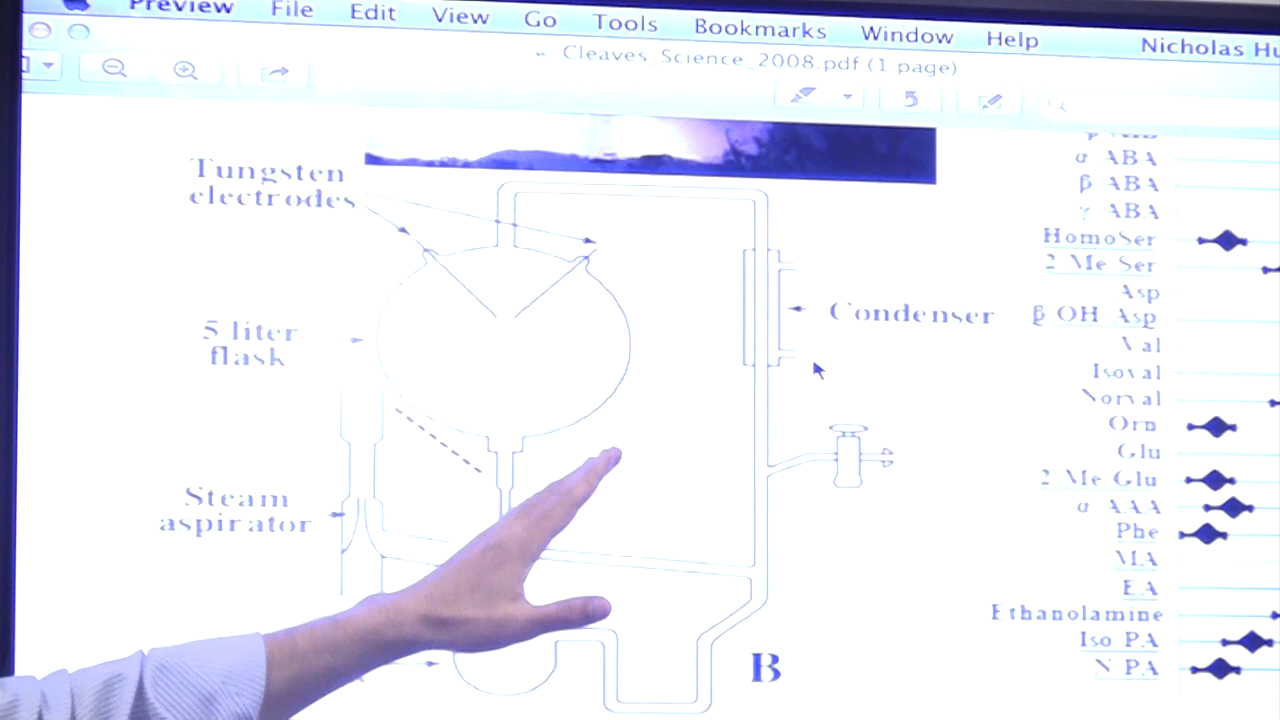 Preview File Edit View Go Tools Bookmarks Window Help Nicholas Hu
Cleaves_Science_2008.pdf (1 page)
Tungsten
electrodes
5 liter
flask
Steam
aspirator
Condenser
B
α ABA
β ABA
γ ABA
HomoSer
2 Me Ser
Asp
β OH Asp
Val
Isoval
Norval
Orn
Glu
2 Me Glu
α AAA
Phe
MA
EA
Ethanolamine
Iso PA
N PA